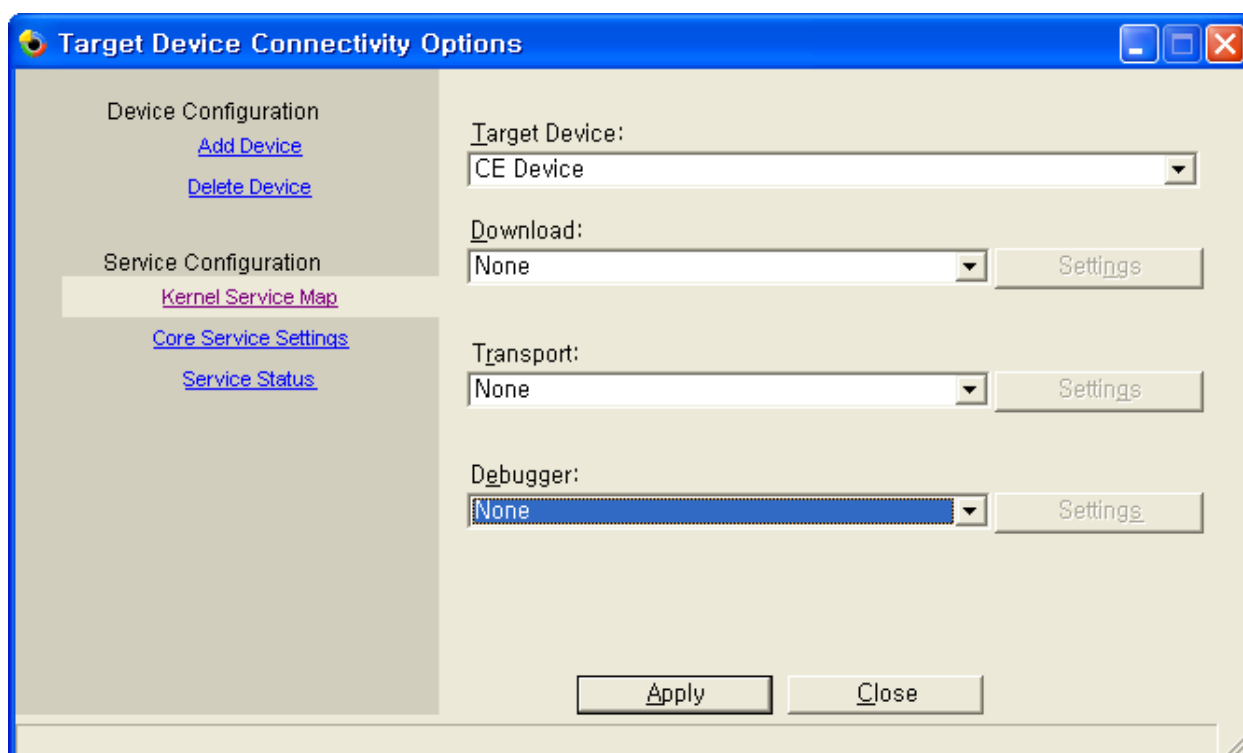 Target Device Connectivity Options
Device Configuration
Add Device
Delete Device
Service Configuration
Kernel Service Map
Core Service Settings
Service Status
Target Device:
CE Device
Download:
None
Settings
Transport:
None
Settings
Debugger:
None
Settings
Apply
Close